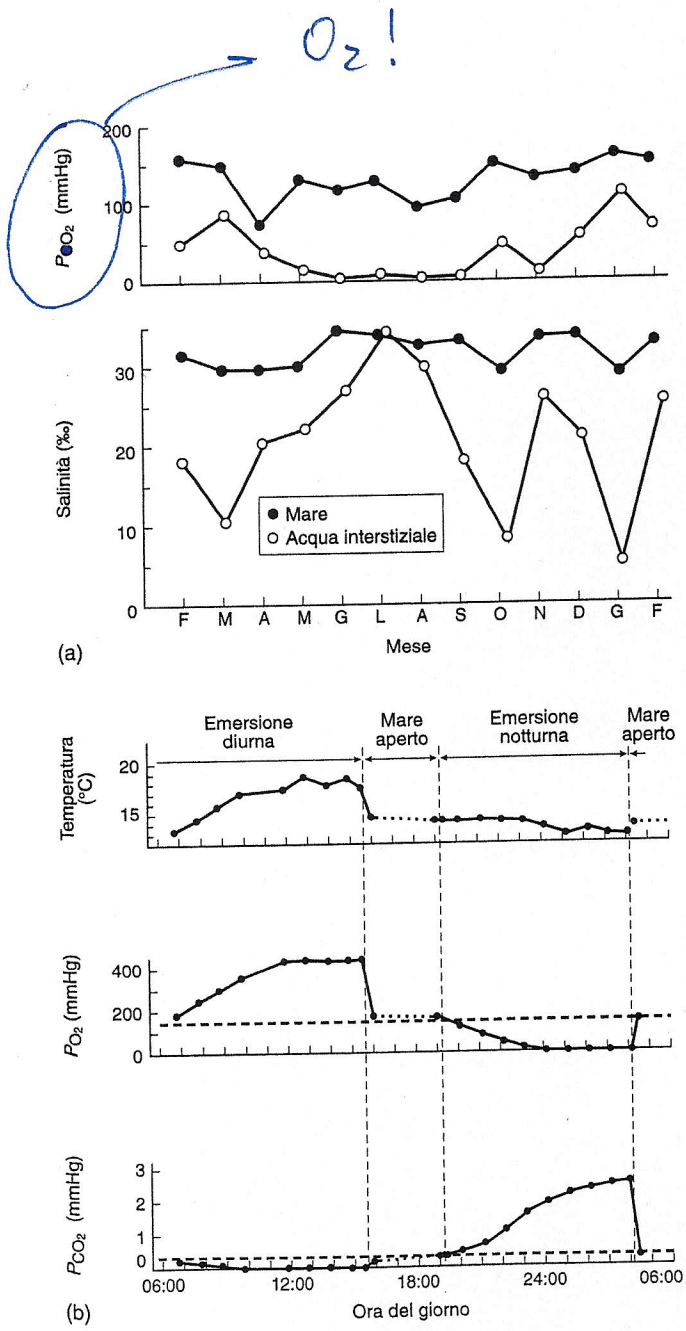 O₂!
200
100
0
P●O₂ (mmHg)
30
20
10
0
Salinità (‰)
● Mare
○ Acqua interstiziale
F M A M G L A S O N D G F
Mese
(a)
Emersione diurna
Mare aperto
Emersione notturna
Mare aperto
20
15
Temperatura (°C)
400
200
0
PO₂ (mmHg)
3
2
1
0
PCO₂ (mmHg)
06:00 12:00 18:00 24:00 06:00
Ora del giorno
(b)